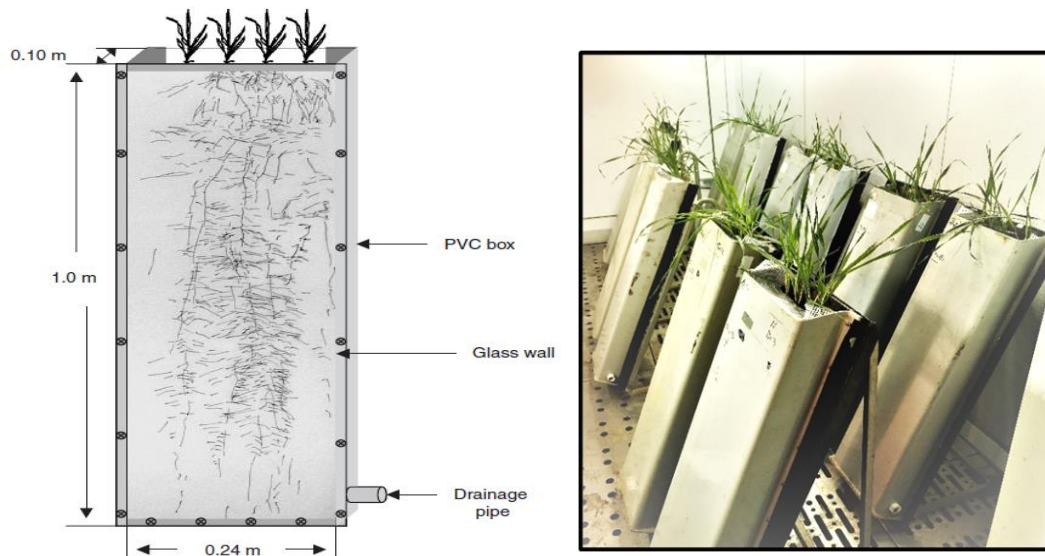 0.10 m
PVC box
1.0 m
Glass wall
Drainage
pipe
0.24 m